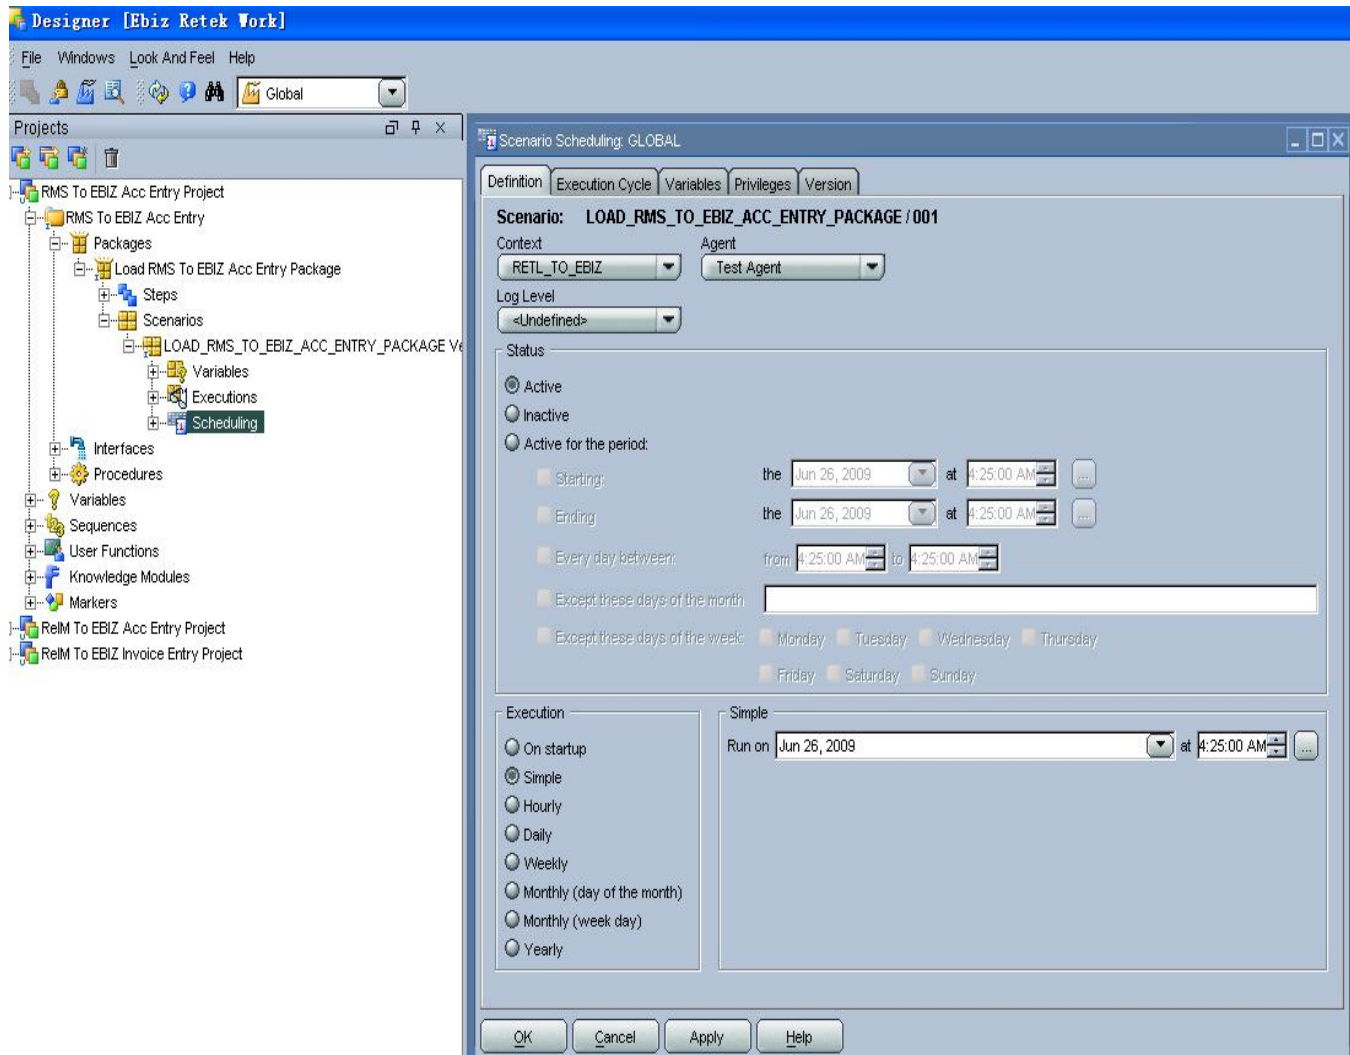 Designer [Ebiz Retek Work]
File Windows Look And Feel Help
Global
Projects
RMS To EBIZ Acc Entry Project
RMS To EBIZ Acc Entry
Packages
Load RMS To EBIZ Acc Entry Package
Steps
Scenarios
LOAD_RMS_TO_EBIZ_ACC_ENTRY_PACKAGE Ve
Variables
Executions
Scheduling
Interfaces
Procedures
Variables
Sequences
User Functions
Knowledge Modules
Markers
ReIM To EBIZ Acc Entry Project
ReIM To EBIZ Invoice Entry Project
Scenario Scheduling: GLOBAL
Definition Execution Cycle Variables Privileges Version
Scenario: LOAD_RMS_TO_EBIZ_ACC_ENTRY_PACKAGE / 001
Context Agent
RETL_TO_EBIZ Test Agent
Log Level
<Undefined>
Status
Active
Inactive
Active for the period:
Starting: the Jun 26, 2009 at 4:25:00 AM ...
Ending the Jun 26, 2009 at 4:25:00 AM ...
Every day between: from 4:25:00 AM to 4:25:00 AM
Except these days of the month
Except these days of the week: Monday Tuesday Wednesday Thursday
Friday Saturday Sunday
Execution
On startup
Simple
Hourly
Daily
Weekly
Monthly (day of the month)
Monthly (week day)
Yearly
Simple
Run on Jun 26, 2009 at 4:25:00 AM ...
OK Cancel Apply Help